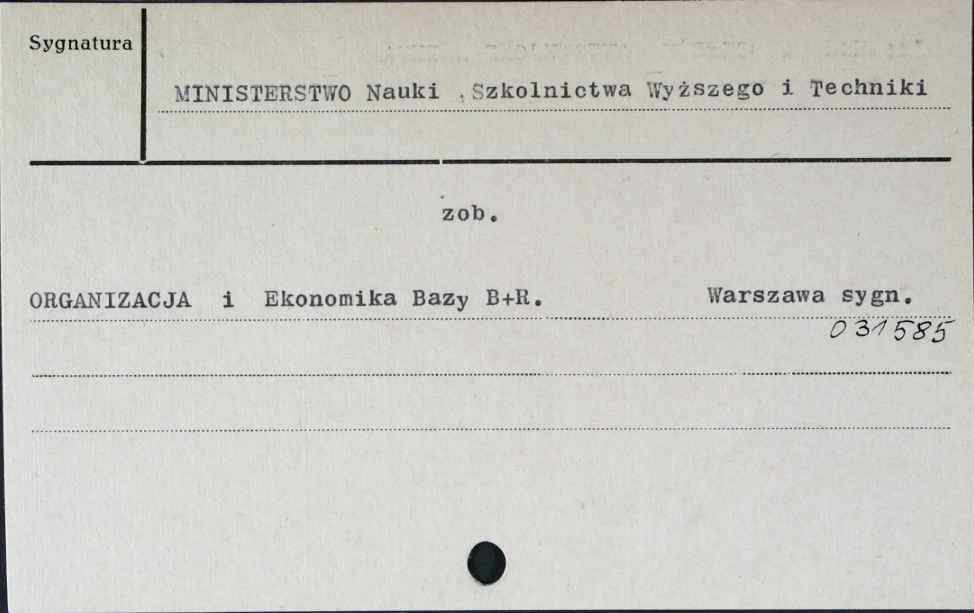 Sygnatura
MINISTERSTWO Nauki , Szkolnictwa Wyższego i Techniki
zob.
ORGANIZACJA i Ekonomika Bazy B+R. Warszawa sygn.
031585